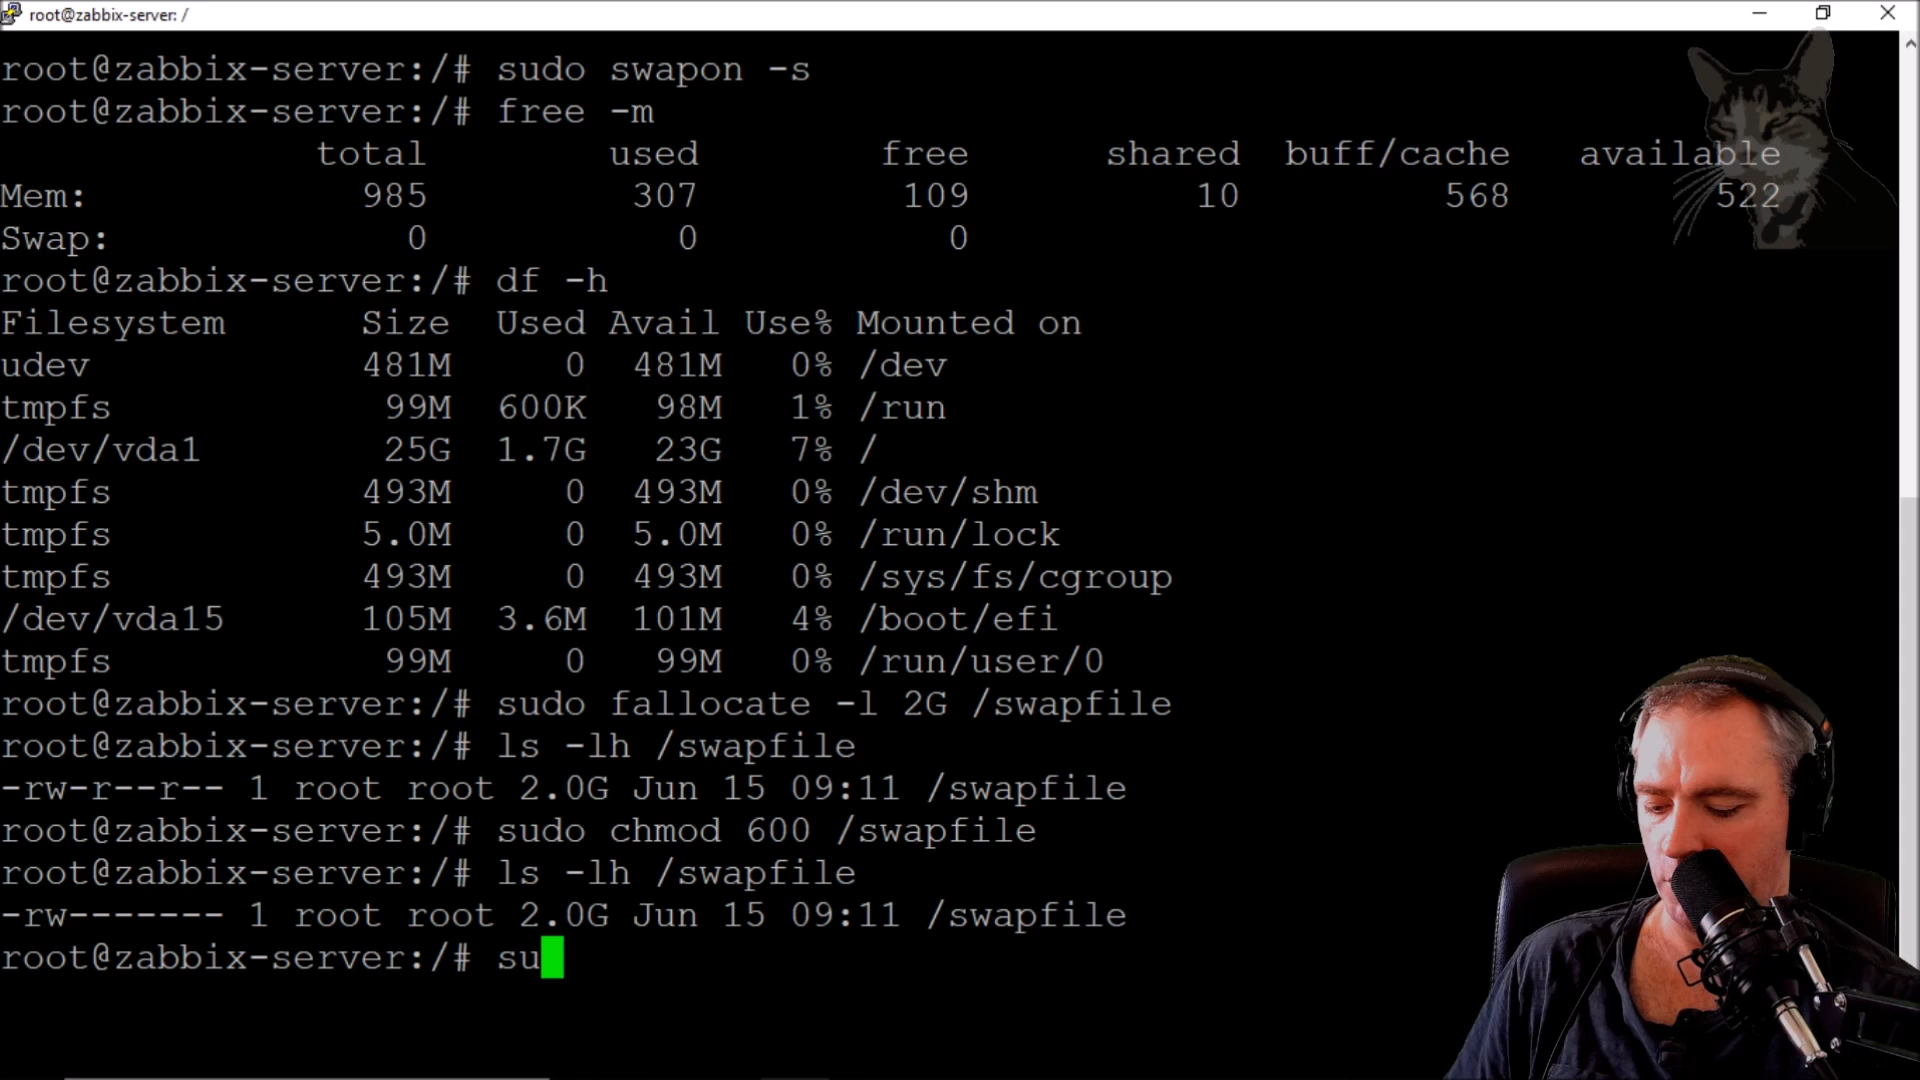 root@zabbix-server: /
root@zabbix-server:/# sudo swapon -s
root@zabbix-server:/# free -m
total used free shared buff/cache available
Mem: 985 307 109 10 568 522
Swap: 0 0 0
root@zabbix-server:/# df -h
Filesystem Size Used Avail Use% Mounted on
udev 481M 0 481M 0% /dev
tmpfs 99M 600K 98M 1% /run
/dev/vda1 25G 1.7G 23G 7% /
tmpfs 493M 0 493M 0% /dev/shm
tmpfs 5.0M 0 5.0M 0% /run/lock
tmpfs 493M 0 493M 0% /sys/fs/cgroup
/dev/vda15 105M 3.6M 101M 4% /boot/efi
tmpfs 99M 0 99M 0% /run/user/0
root@zabbix-server:/# sudo fallocate -l 2G /swapfile
root@zabbix-server:/# ls -lh /swapfile
-rw-r--r-- 1 root root 2.0G Jun 15 09:11 /swapfile
root@zabbix-server:/# sudo chmod 600 /swapfile
root@zabbix-server:/# ls -lh /swapfile
-rw------- 1 root root 2.0G Jun 15 09:11 /swapfile
root@zabbix-server:/# su